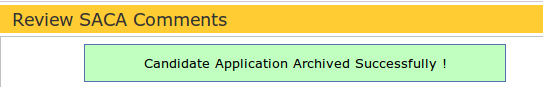 Review SACA Comments
Candidate Application Archived Successfully !